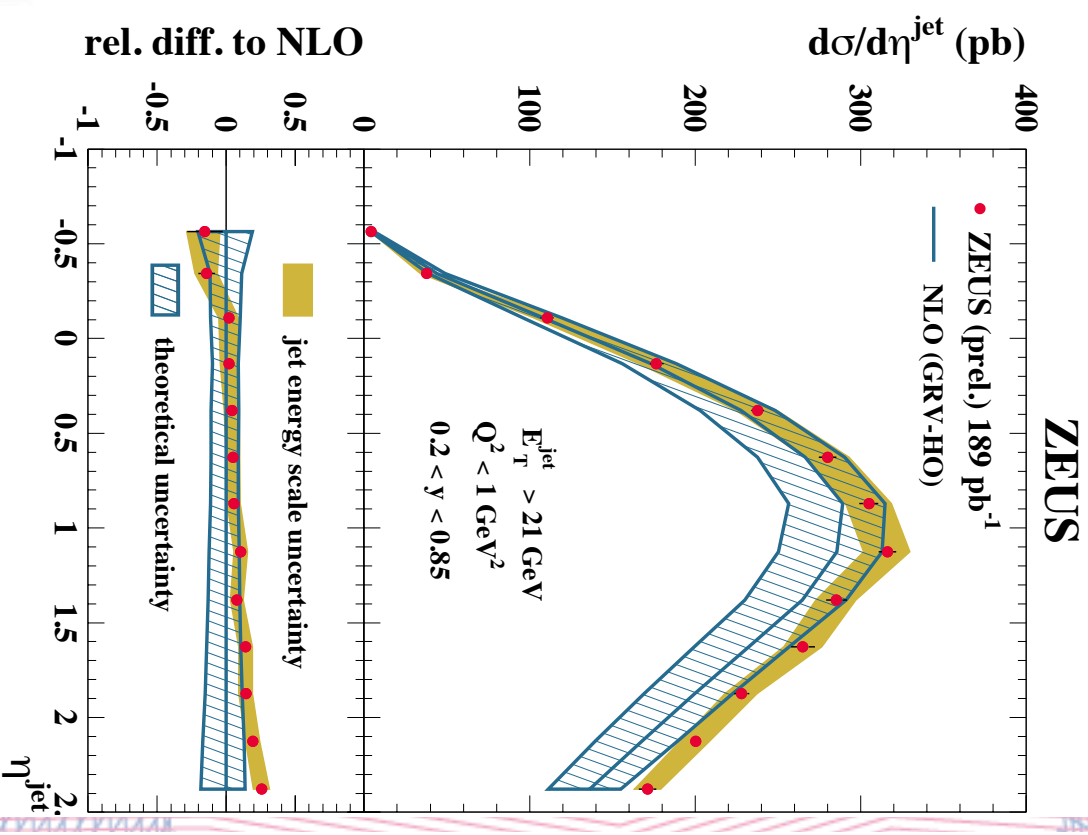 ZEUS
dσ/dη^jet (pb)
400
300
200
100
0
ZEUS (prel.) 189 pb^-1
NLO (GRV-HO)
E_T^jet > 21 GeV
Q^2 < 1 GeV^2
0.2 < y < 0.85
rel. diff. to NLO
0.5
0
-0.5
-1
jet energy scale uncertainty
theoretical uncertainty
-1 -0.5 0 0.5 1 1.5 2 2.
η^jet